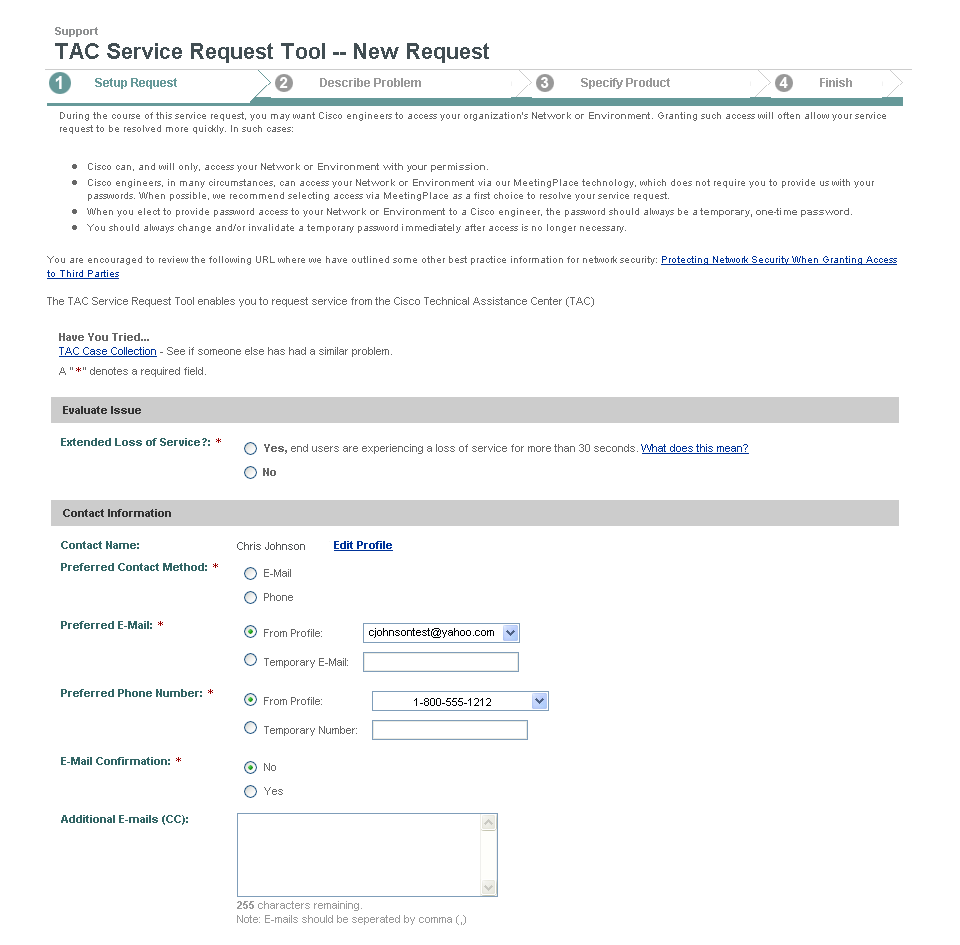 Support
TAC Service Request Tool -- New Request
1 Setup Request 2 Describe Problem 3 Specify Product 4 Finish
During the course of this service request, you may want Cisco engineers to access your organization's Network or Environment. Granting such access will often allow your service
request to be resolved more quickly. In such cases:
Cisco can, and will only, access your Network or Environment with your permission.
Cisco engineers, in many circumstances, can access your Network or Environment via our MeetingPlace technology, which does not require you to provide us with your
passwords. When possible, we recommend selecting access via MeetingPlace as a first choice to resolve your service request.
When you elect to provide password access to your Network or Environment to a Cisco engineer, the password should always be a temporary, one-time password.
You should always change and/or invalidate a temporary password immediately after access is no longer necessary.
You are encouraged to review the following URL where we have outlined some other best practice information for network security: Protecting Network Security When Granting Access
to Third Parties
The TAC Service Request Tool enables you to request service from the Cisco Technical Assistance Center (TAC)
Have You Tried...
TAC Case Collection - See if someone else has had a similar problem.
A "*" denotes a required field.
Evaluate Issue
Extended Loss of Service?: * Yes, end users are experiencing a loss of service for more than 30 seconds. What does this mean?
No
Contact Information
Contact Name: Chris Johnson Edit Profile
Preferred Contact Method: * E-Mail
Phone
Preferred E-Mail: * From Profile: cjohnsontest@yahoo.com
Temporary E-Mail:
Preferred Phone Number: * From Profile: 1-800-555-1212
Temporary Number:
E-Mail Confirmation: * No
Yes
Additional E-mails (CC):
255 characters remaining.
Note: E-mails should be seperated by comma (,)